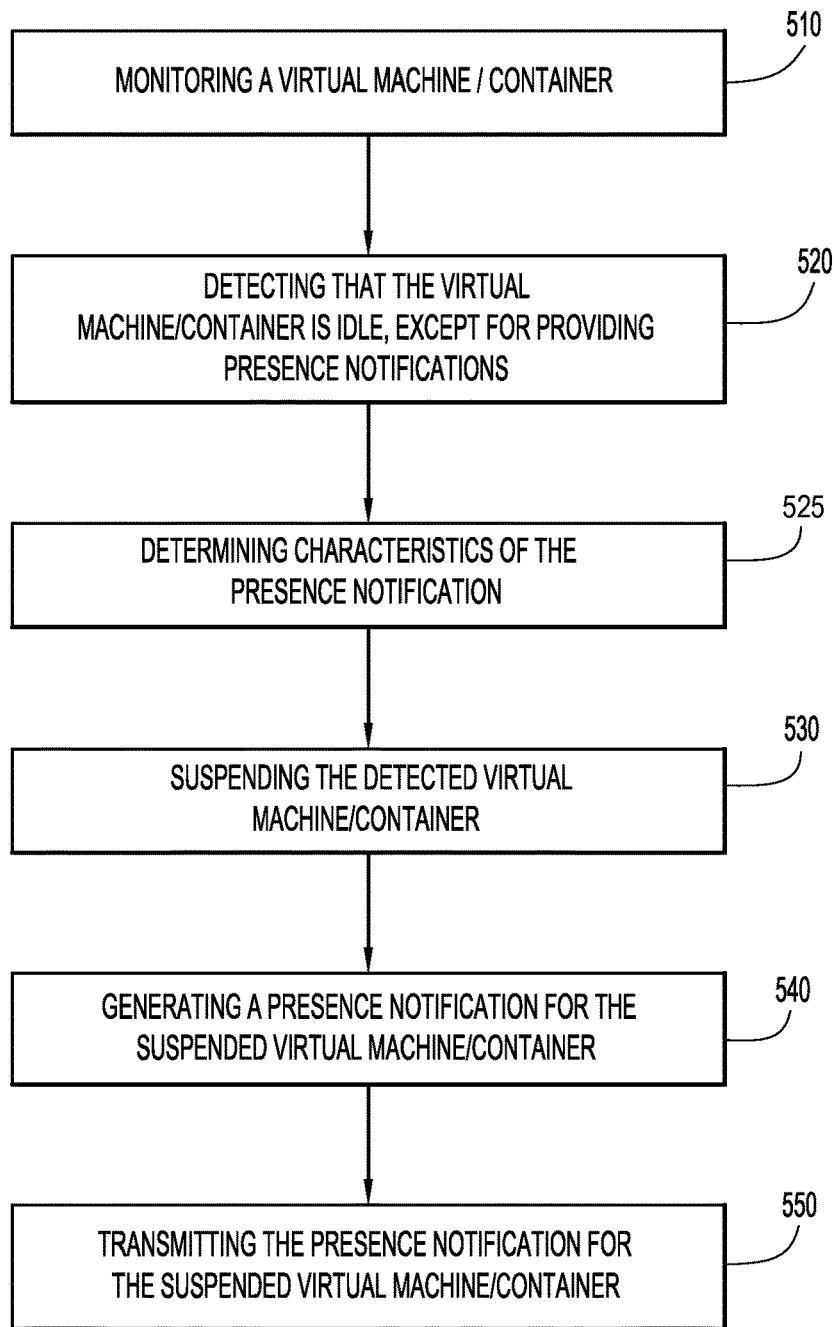 510
MONITORING A VIRTUAL MACHINE / CONTAINER
520
DETECTING THAT THE VIRTUAL
MACHINE/CONTAINER IS IDLE, EXCEPT FOR PROVIDING
PRESENCE NOTIFICATIONS
525
DETERMINING CHARACTERISTICS OF THE
PRESENCE NOTIFICATION
530
SUSPENDING THE DETECTED VIRTUAL
MACHINE/CONTAINER
540
GENERATING A PRESENCE NOTIFICATION FOR THE
SUSPENDED VIRTUAL MACHINE/CONTAINER
550
TRANSMITTING THE PRESENCE NOTIFICATION FOR
THE SUSPENDED VIRTUAL MACHINE/CONTAINER